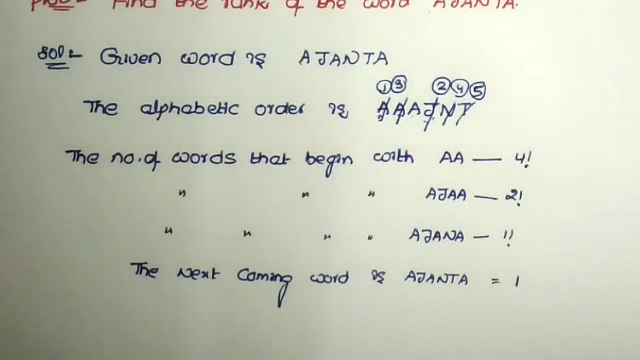 Find the rank of the word AJANTA.
Sol:- Given word is AJANTA
① ③ ② ④ ⑤
The alphabetic order is A A A J N T
The no. of words that begin with AA — 4!
" " " AJAA — 2!
" " " " AJANA — 1!
The Next Coming word is AJANTA = 1